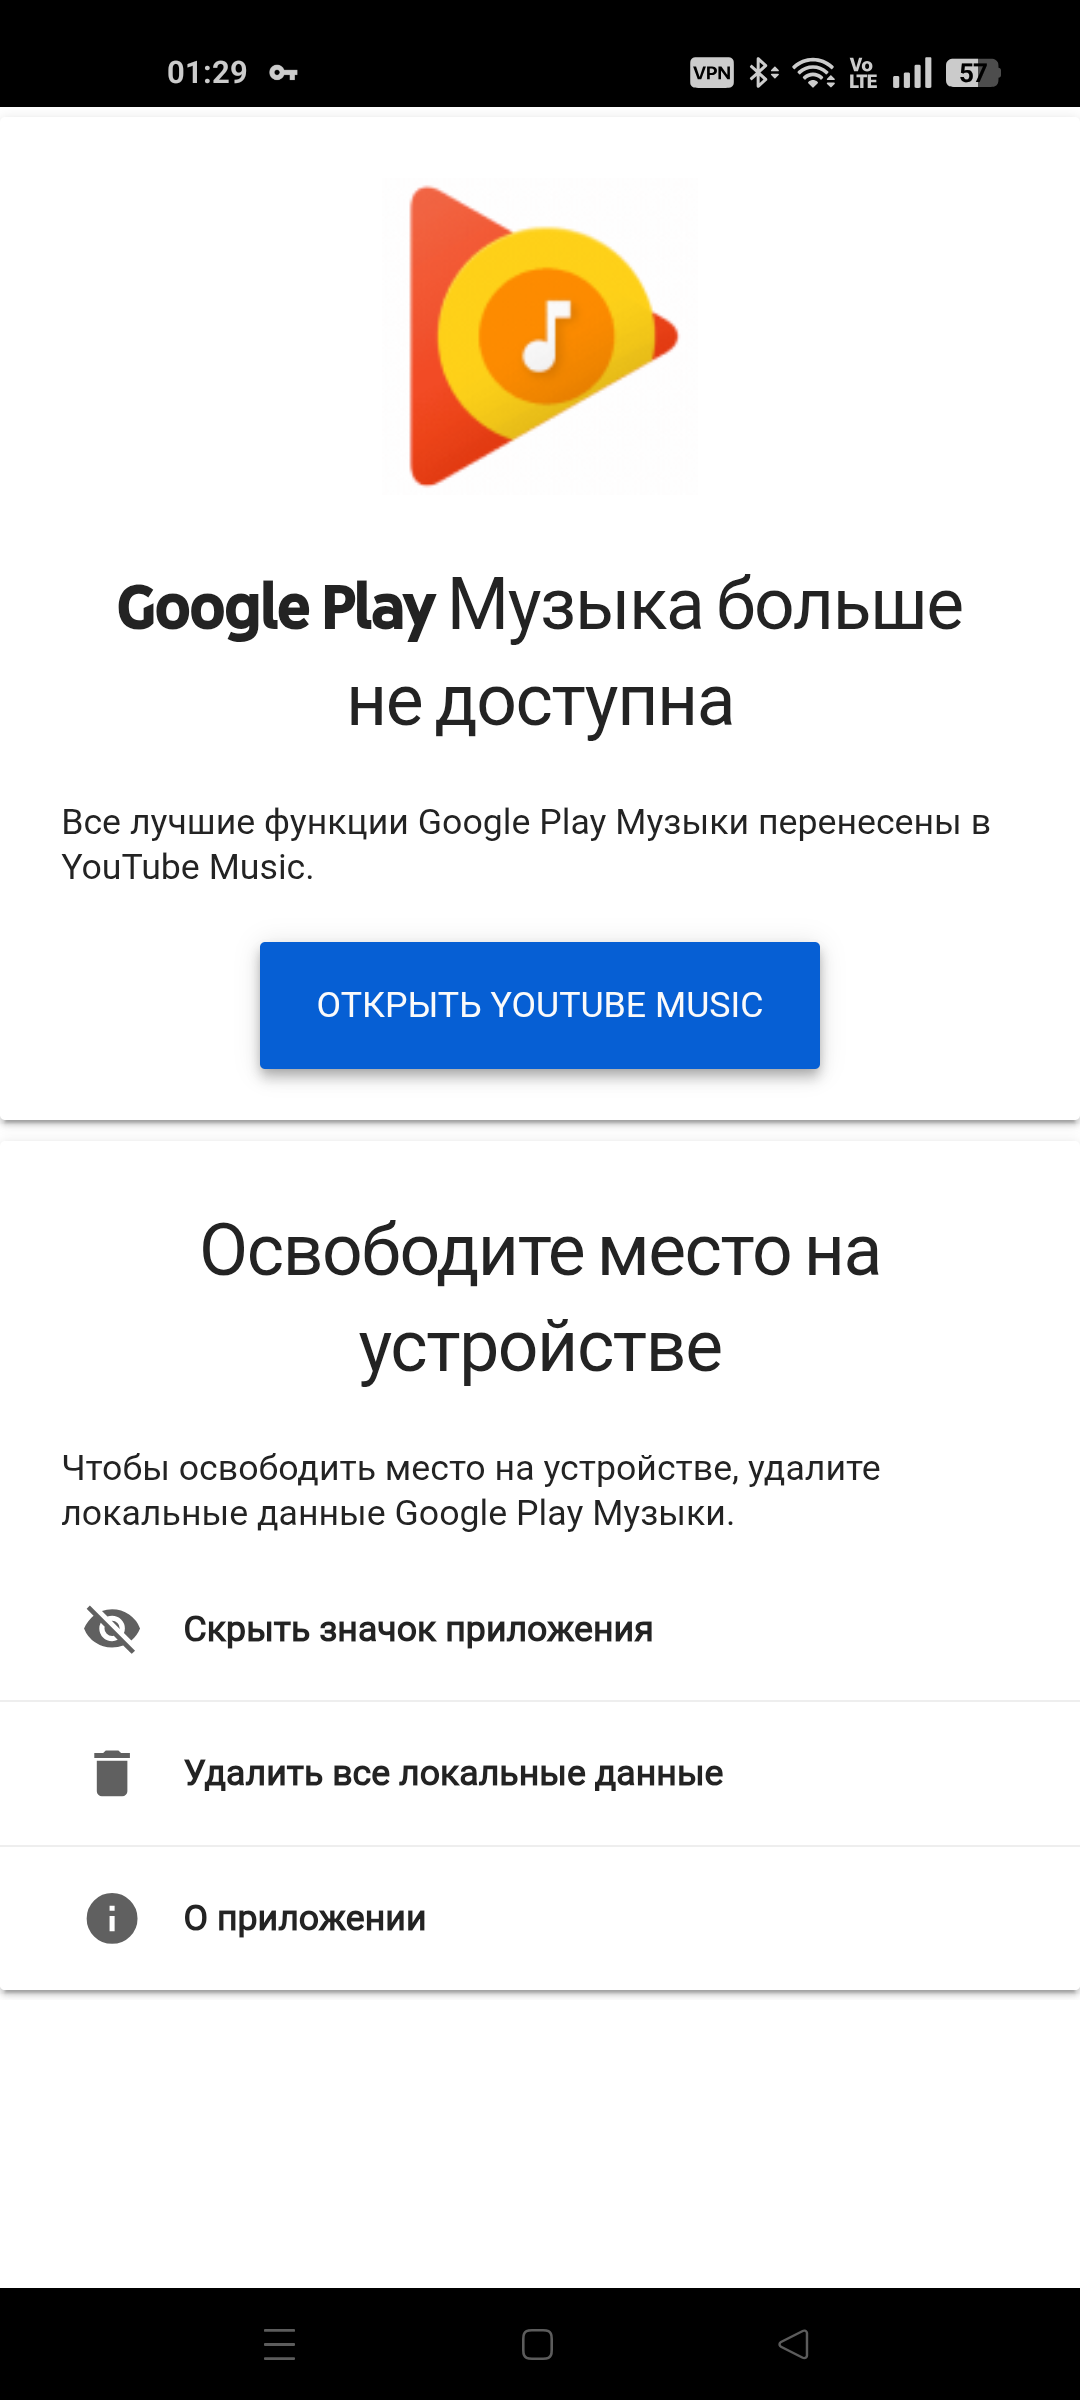 01:29
VPN
Vo
LTE
57
Google Play Музыка больше
не доступна
Все лучшие функции Google Play Музыки перенесены в
YouTube Music.
ОТКРЫТЬ YOUTUBE MUSIC
Освободите место на
устройстве
Чтобы освободить место на устройстве, удалите
локальные данные Google Play Музыки.
Скрыть значок приложения
Удалить все локальные данные
О приложении